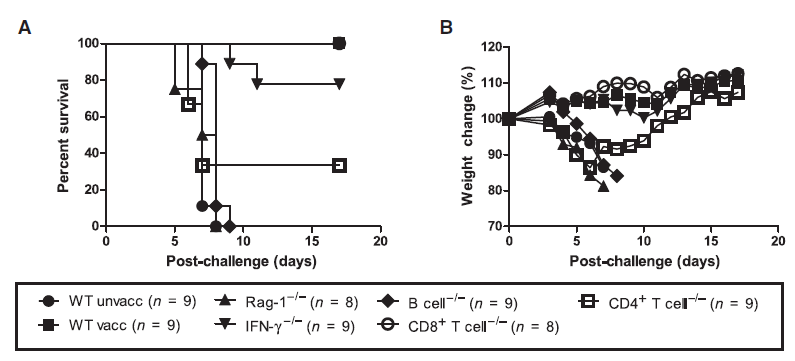 A
B
100
80
60
40
20
0
Percent survival
0 5 10 15 20
Post-challenge (days)
120
110
100
90
80
70
Weight change (%)
0 5 10 15 20
Post-challenge (days)
WT unvacc (n = 9) Rag-1−/− (n = 8) B cell−/− (n = 9) CD4+ T cell−/− (n = 9)
WT vacc (n = 9) IFN-γ−/− (n = 9) CD8+ T cell−/− (n = 8)